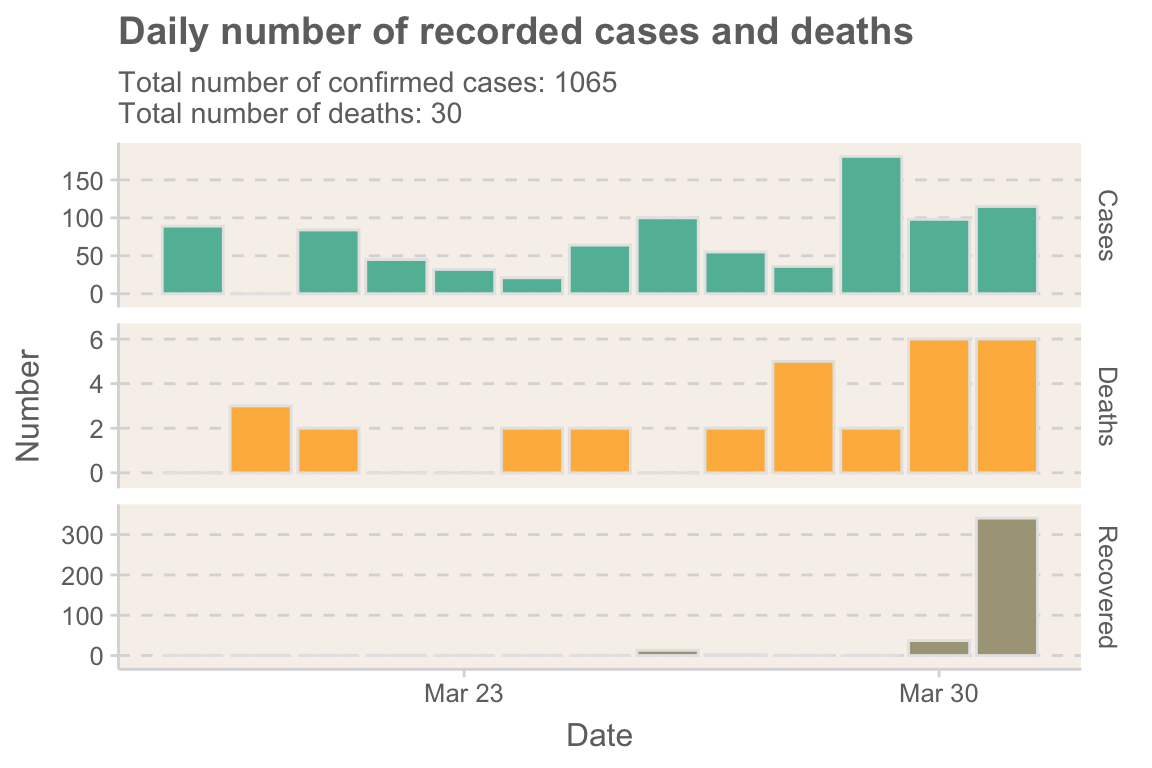 Daily number of recorded cases and deaths
Total number of confirmed cases: 1065
Total number of deaths: 30
150
100
50
0
Cases
6
4
2
0
Deaths
300
200
100
0
Recovered
Number
Mar 23
Mar 30
Date